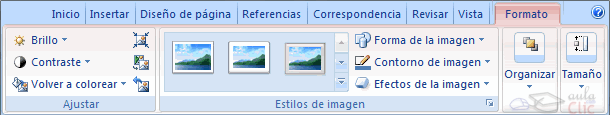 Inicio Insertar Diseño de página Referencias Correspondencia Revisar Vista Formato
Brillo
Contraste
Volver a colorear
Ajustar
Forma de la imagen
Contorno de imagen
Efectos de la imagen
Estilos de imagen
Organizar
Tamaño
aula
Clic